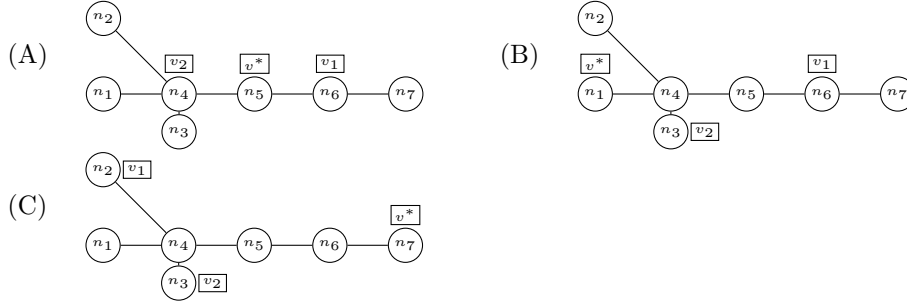 (A) n₂
v₂ v* v₁
n₁ n₄ n₅ n₆ n₇
n₃
(B) n₂
v* v₁
n₁ n₄ n₅ n₆ n₇
n₃ v₂
(C) n₂ v₁
v*
n₁ n₄ n₅ n₆ n₇
n₃ v₂